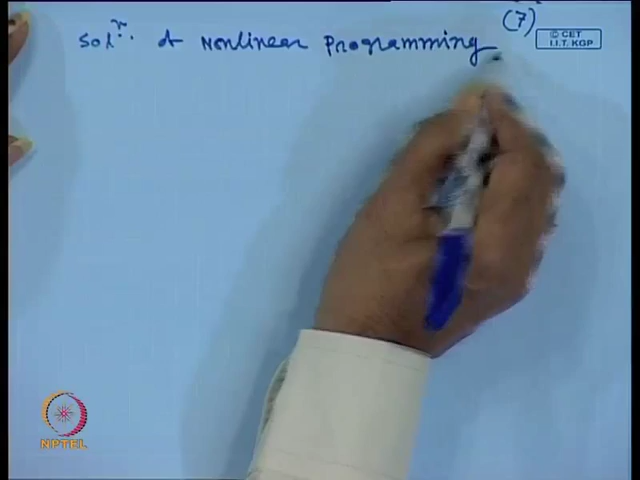 (7)
Solⁿ. of Nonlinear Programming
© CET
I.I.T. KGP
NPTEL